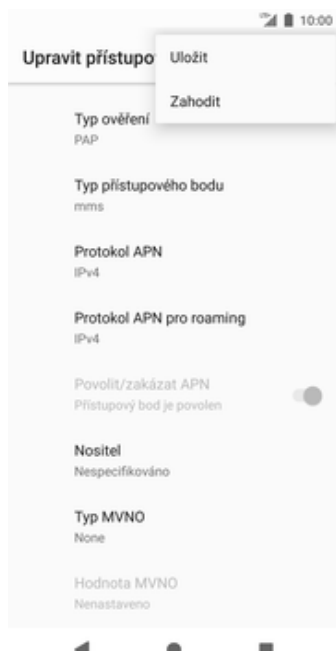 10:00
Upravit přístupo
Uložit
Zahodit
Typ ověření
PAP
Typ přístupového bodu
mms
Protokol APN
IPv4
Protokol APN pro roaming
IPv4
Povolit/zakázat APN
Přístupový bod je povolen
Nositel
Nespecifikováno
Typ MVNO
None
Hodnota MVNO
Nenastaveno